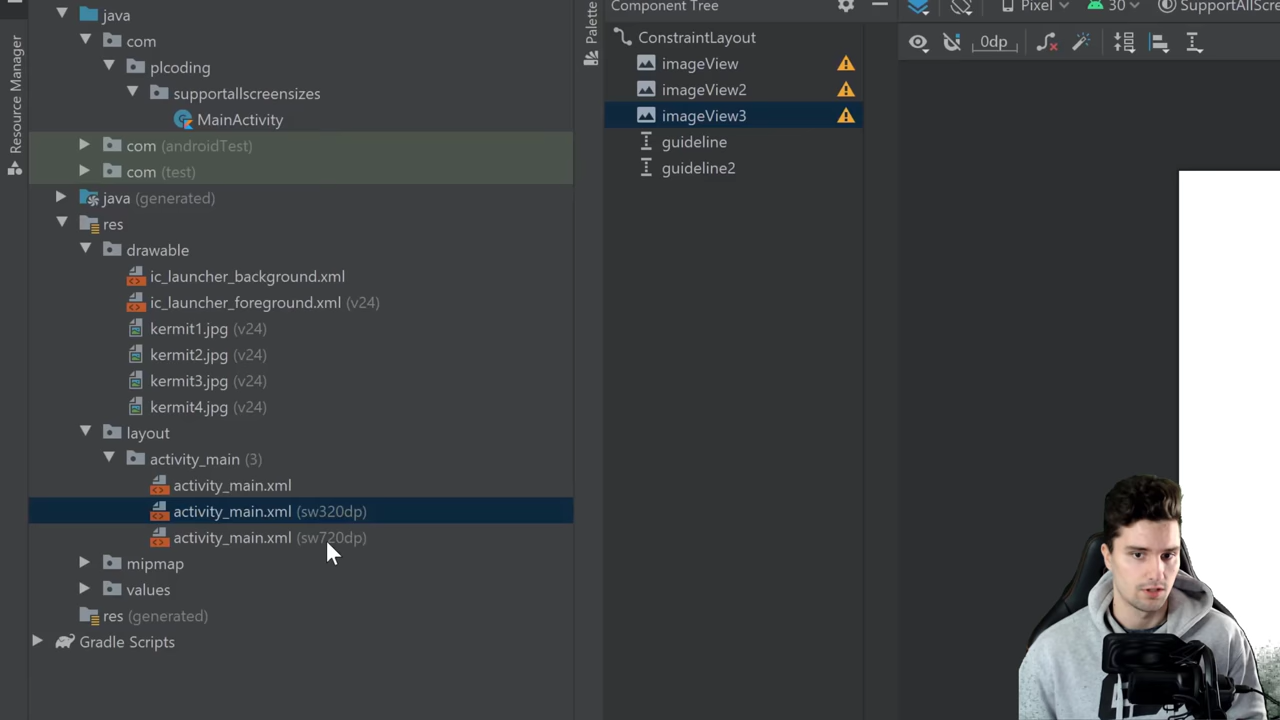 Resource Manager
java
com
plcoding
supportallscreensizes
MainActivity
com (androidTest)
com (test)
java (generated)
res
drawable
ic_launcher_background.xml
ic_launcher_foreground.xml (v24)
kermit1.jpg (v24)
kermit2.jpg (v24)
kermit3.jpg (v24)
kermit4.jpg (v24)
layout
activity_main (3)
activity_main.xml
activity_main.xml (sw320dp)
activity_main.xml (sw720dp)
mipmap
values
res (generated)
Gradle Scripts
Palette
Component Tree
ConstraintLayout
imageView
imageView2
imageView3
guideline
guideline2
Pixel
30
SupportAllScre
0dp